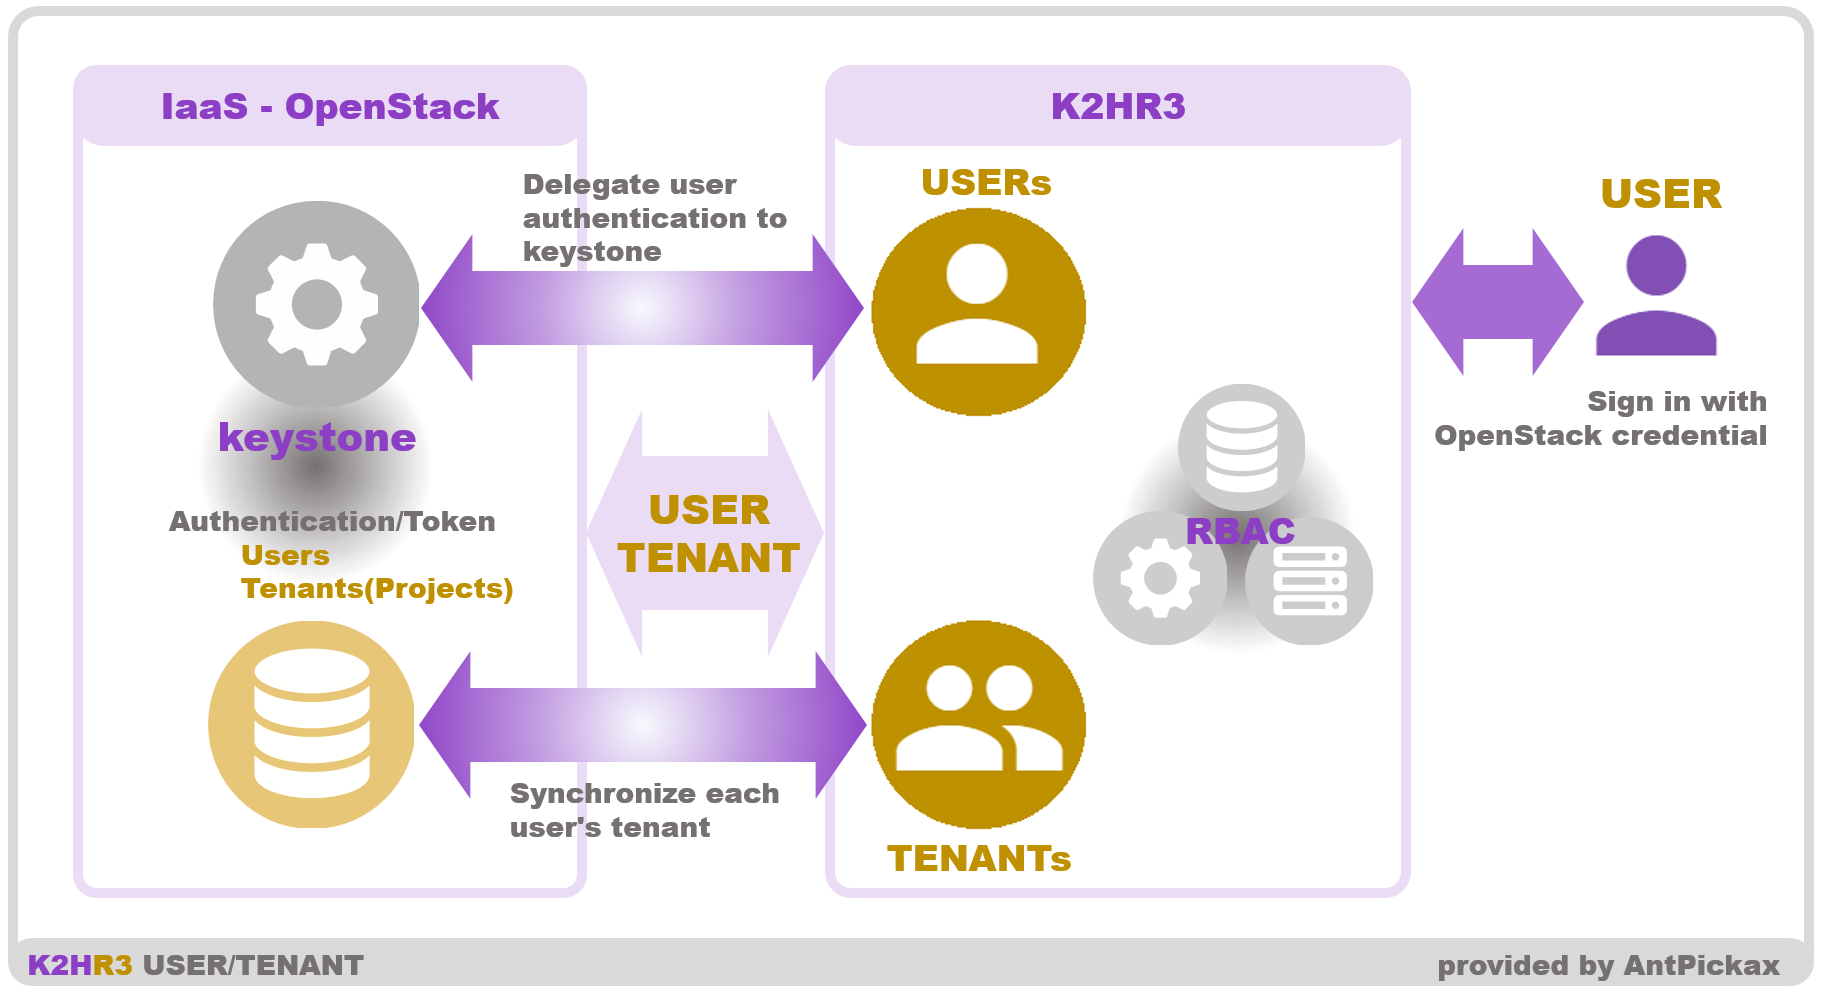 IaaS - OpenStack
K2HR3
Delegate user
authentication to
keystone
USERs
USER
keystone
Sign in with
OpenStack credential
Authentication/Token
Users
Tenants(Projects)
USER
TENANT
RBAC
Synchronize each
user's tenant
TENANTs
K2HR3 USER/TENANT
provided by AntPickax